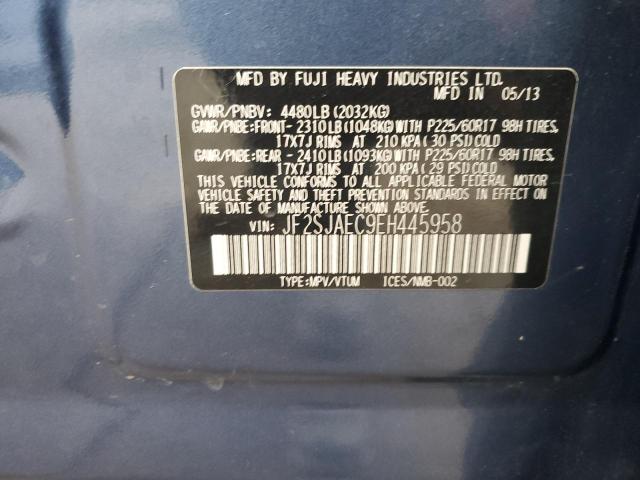 MFD BY FUJI HEAVY INDUSTRIES LTD.
MFD IN 05/13
GVWR/PNBV: 4480LB (2032KG)
GAWR/PNBE:FRONT- 2310LB (1048KG) WITH P225/60R17 98H TIRES,
17X7J RIMS AT 210 KPA ( 30 PSI) COLD
GAWR/PNBE:REAR - 2410LB (1093KG) WITH P225/60R17 98H TIRES,
17X7J RIMS AT 200 KPA ( 29 PSI) COLD
THIS VEHICLE CONFORMS TO ALL APPLICABLE FEDERAL MOTOR
VEHICLE SAFETY AND BUMPER STANDARDS IN EFFECT ON THE DATE
OF MANUFACTURE SHOWN ABOVE.
VIN: JF2SJAEC9EH445958
TYPE:MPV/VTUM ICES/NMB-002